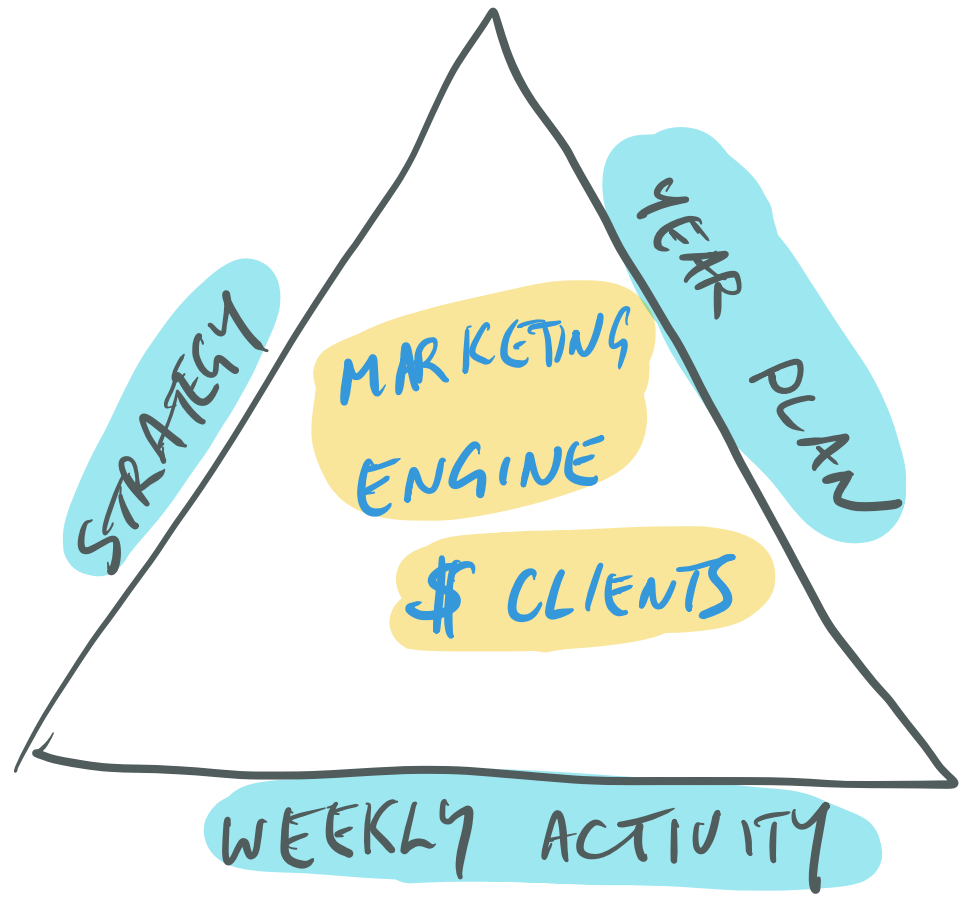 YEAR PLAN
STRATEGY
MARKETING
ENGINE
$ CLIENTS
WEEKLY ACTIVITY